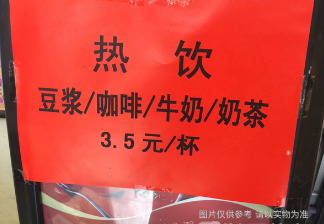 热饮
豆浆/咖啡/牛奶/奶茶
3.5元/杯
图片仅供参考 请以实物为准